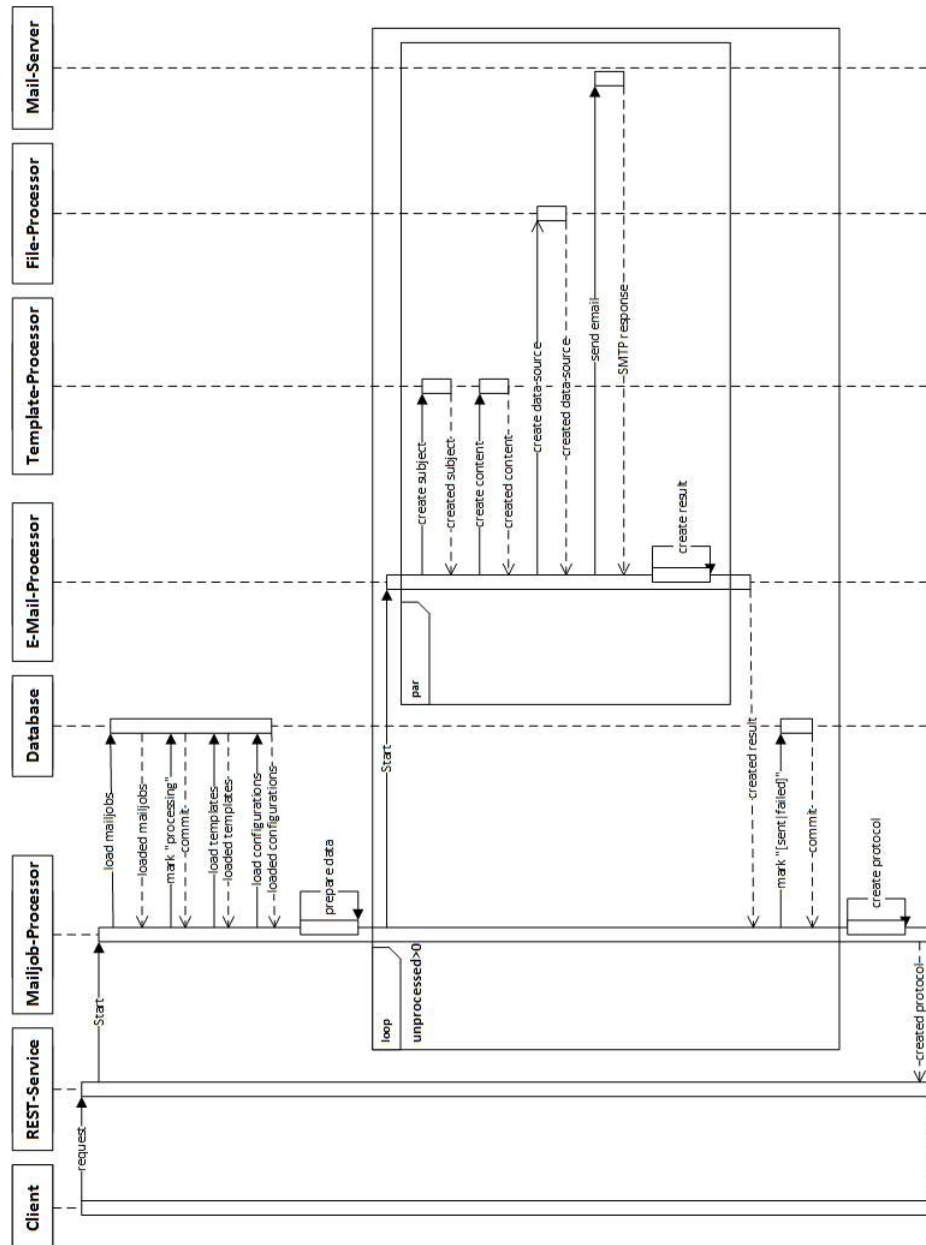 Client
REST-Service
Mailjob-Processor
Database
E-Mail-Processor
Template-Processor
File-Processor
Mail-Server
request
Start
load mailjobs
loaded mailjobs
mark "processing"
commit
load templates
loaded templates
load configurations
loaded configurations
prepare data
loop
unprocessed>0
Start
par
create subject
created subject
create content
created content
create data-source
created data-source
send email
SMTP response
create result
created result
mark "[sent|failed]"
commit
create protocol
created protocol